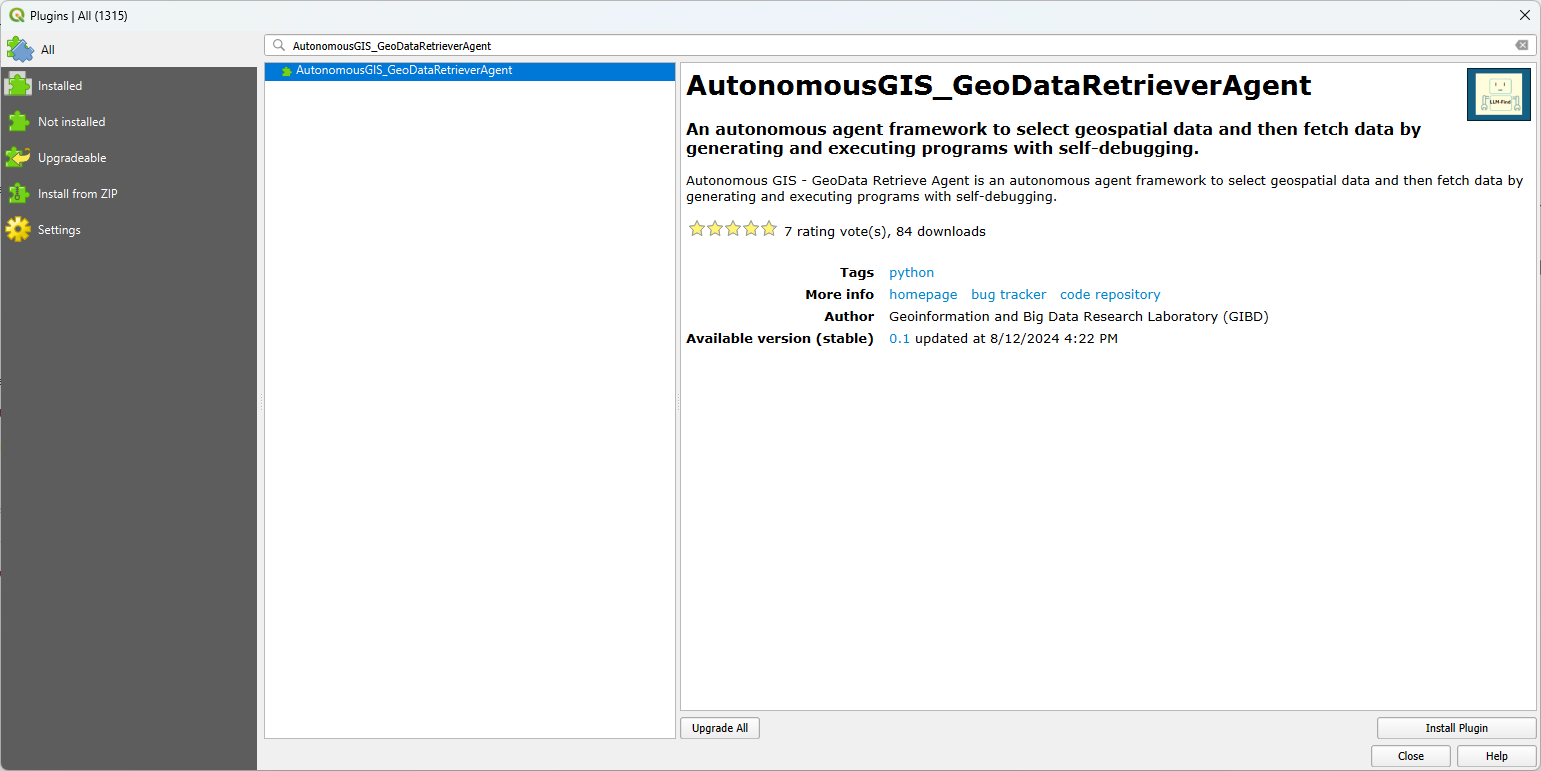 Plugins | All (1315)
All
Installed
Not installed
Upgradeable
Install from ZIP
Settings
AutonomousGIS_GeoDataRetrieverAgent
AutonomousGIS_GeoDataRetrieverAgent
AutonomousGIS_GeoDataRetrieverAgent
LLM-Find
An autonomous agent framework to select geospatial data and then fetch data by
generating and executing programs with self-debugging.
Autonomous GIS - GeoData Retrieve Agent is an autonomous agent framework to select geospatial data and then fetch data by
generating and executing programs with self-debugging.
7 rating vote(s), 84 downloads
Tags python
More info homepage bug tracker code repository
Author Geoinformation and Big Data Research Laboratory (GIBD)
Available version (stable) 0.1 updated at 8/12/2024 4:22 PM
Upgrade All
Install Plugin
Close
Help